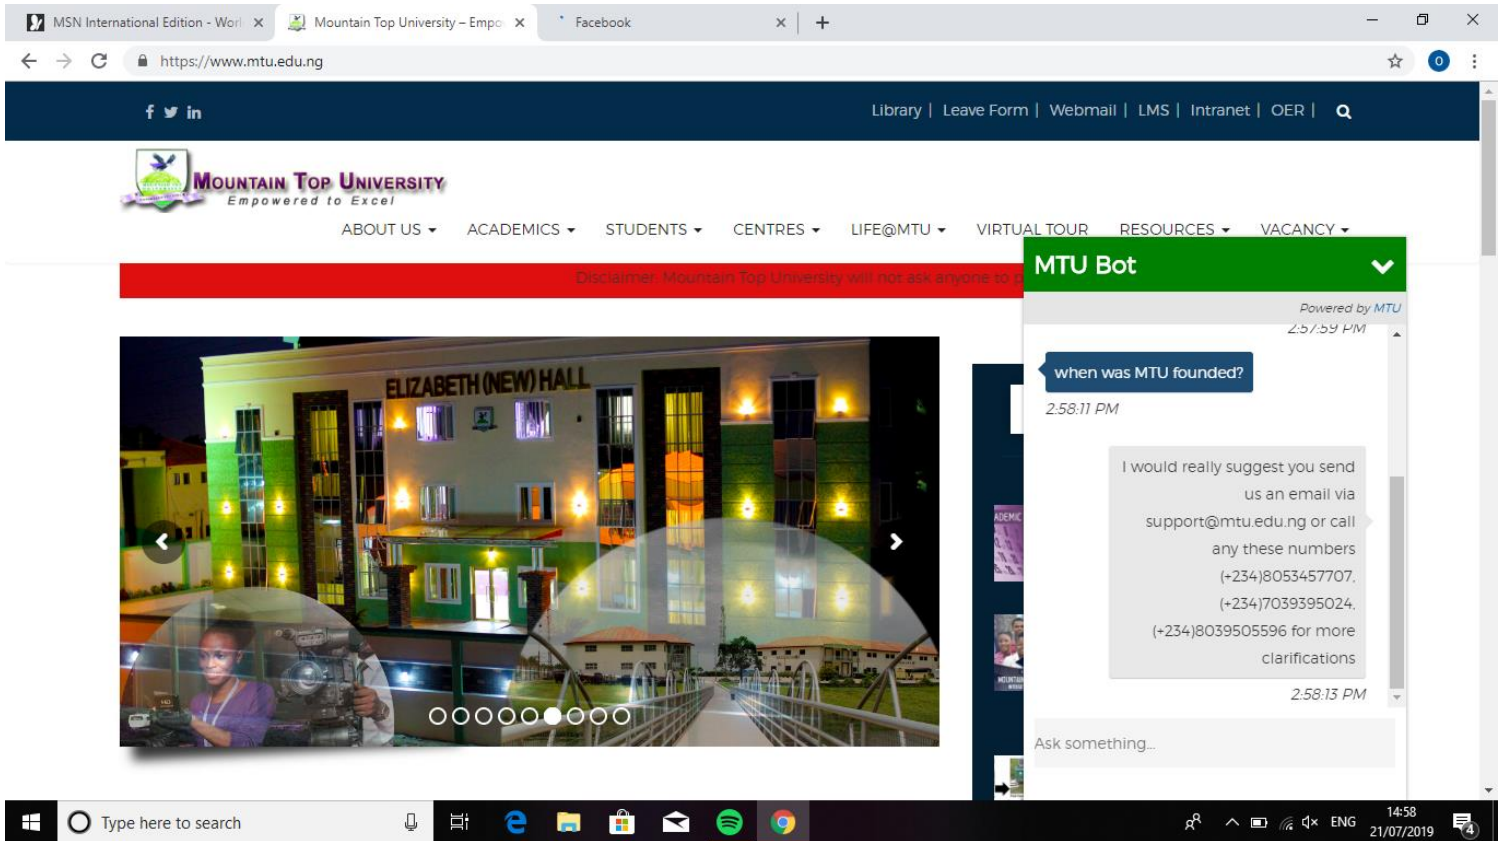 MSN International Edition - Worl
Mountain Top University – Empo
Facebook
https://www.mtu.edu.ng
O
Library | Leave Form | Webmail | LMS | Intranet | OER |
MOUNTAIN TOP UNIVERSITY
Empowered to Excel
ABOUT US ACADEMICS STUDENTS CENTRES LIFE@MTU VIRTUAL TOUR RESOURCES VACANCY
Disclaimer: Mountain Top University will not ask anyone to p
MTU Bot
Powered by MTU
2:57:59 PM
when was MTU founded?
2:58:11 PM
I would really suggest you send
us an email via
support@mtu.edu.ng or call
any these numbers
(+234)8053457707,
(+234)7039395024,
(+234)8039505596 for more
clarifications
2:58:13 PM
Ask something...
ELIZABETH (NEW) HALL
Type here to search
ENG
14:58
21/07/2019
4